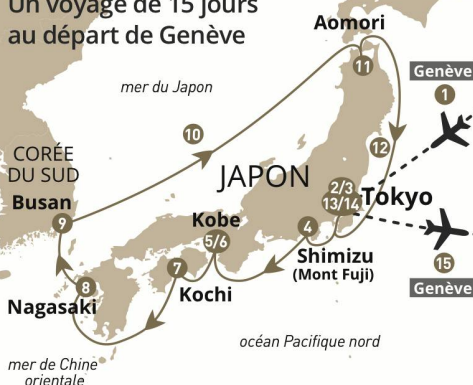 Un voyage de 15 jours
au départ de Genève
Aomori
11
Genève
1
mer du Japon
10
12
CORÉE
DU SUD
JAPON
Busan
9
2/3
13/14
Tokyo
Kobe
5/6
4
Shimizu
(Mont Fuji)
15
Genève
7
Kochi
8
Nagasaki
océan Pacifique nord
mer de Chine
orientale